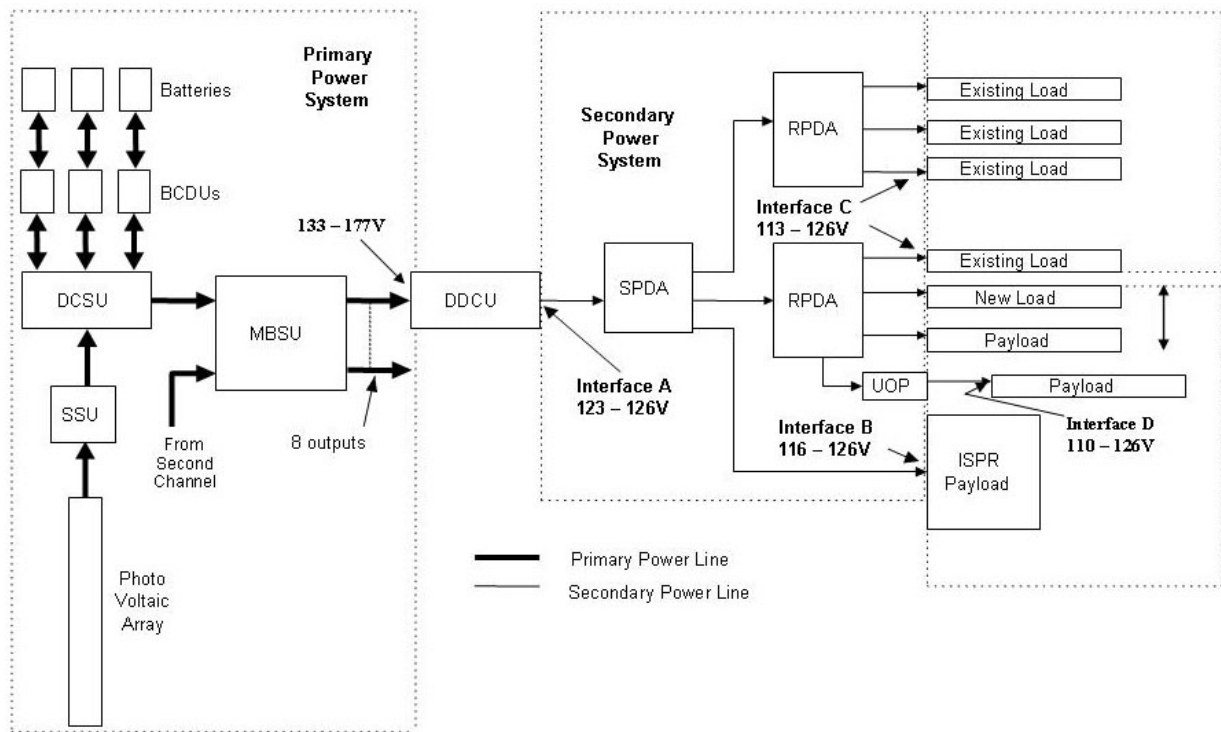 Primary
Power
System
Batteries
BCDUs
133 – 177V
DCSU
MBSU
DDCU
SSU
From
Second
Channel
8 outputs
Photo
Voltaic
Array
Secondary
Power
System
SPDA
RPDA
RPDA
UOP
Interface A
123 – 126V
Interface B
116 – 126V
Interface C
113 – 126V
Interface D
110 – 126V
Existing Load
Existing Load
Existing Load
Existing Load
New Load
Payload
Payload
ISPR
Payload
Primary Power Line
Secondary Power Line